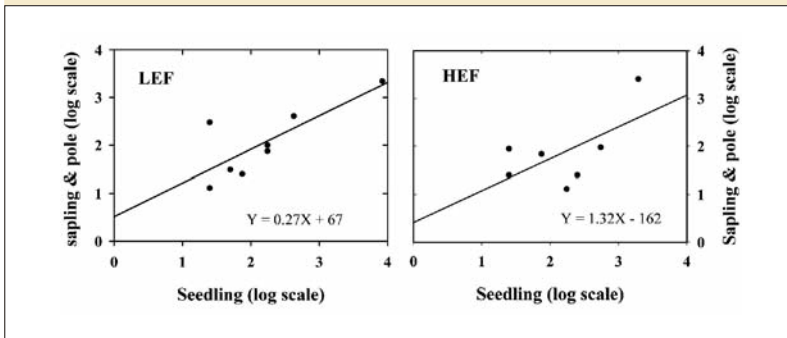 LEF
sapling & pole (log scale)
4
3
2
1
0
Y = 0.27X + 67
0 1 2 3 4
Seedling (log scale)
HEF
Y = 1.32X - 162
0 1 2 3 4
Seedling (log scale)
4
3
2
1
0
Sapling & pole (log scale)